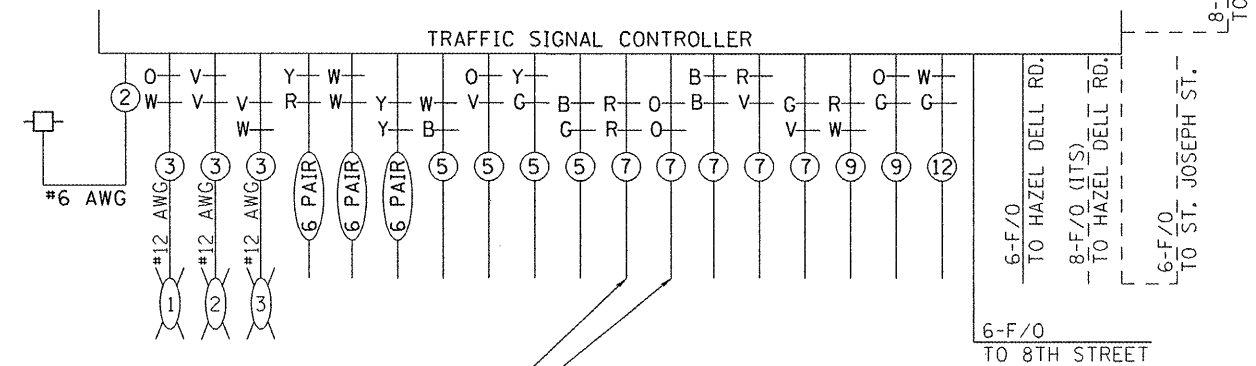 8-
TO
TRAFFIC SIGNAL CONTROLLER
O V Y W O Y B R O W
2
W V V R W Y W V G B R O B V G R G G
W Y B G R O V W
3 3 3 6 PAIR 6 PAIR 6 PAIR 5 5 5 5 7 7 7 7 7 9 9 12
#6 AWG
#12 AWG
#12 AWG
#12 AWG
1 2 3
6-F/O
TO HAZEL DELL RD.
8-F/O (ITS)
TO HAZEL DELL RD.
6-F/O
TO ST. JOSEPH ST.
6-F/O
TO 8TH STREET